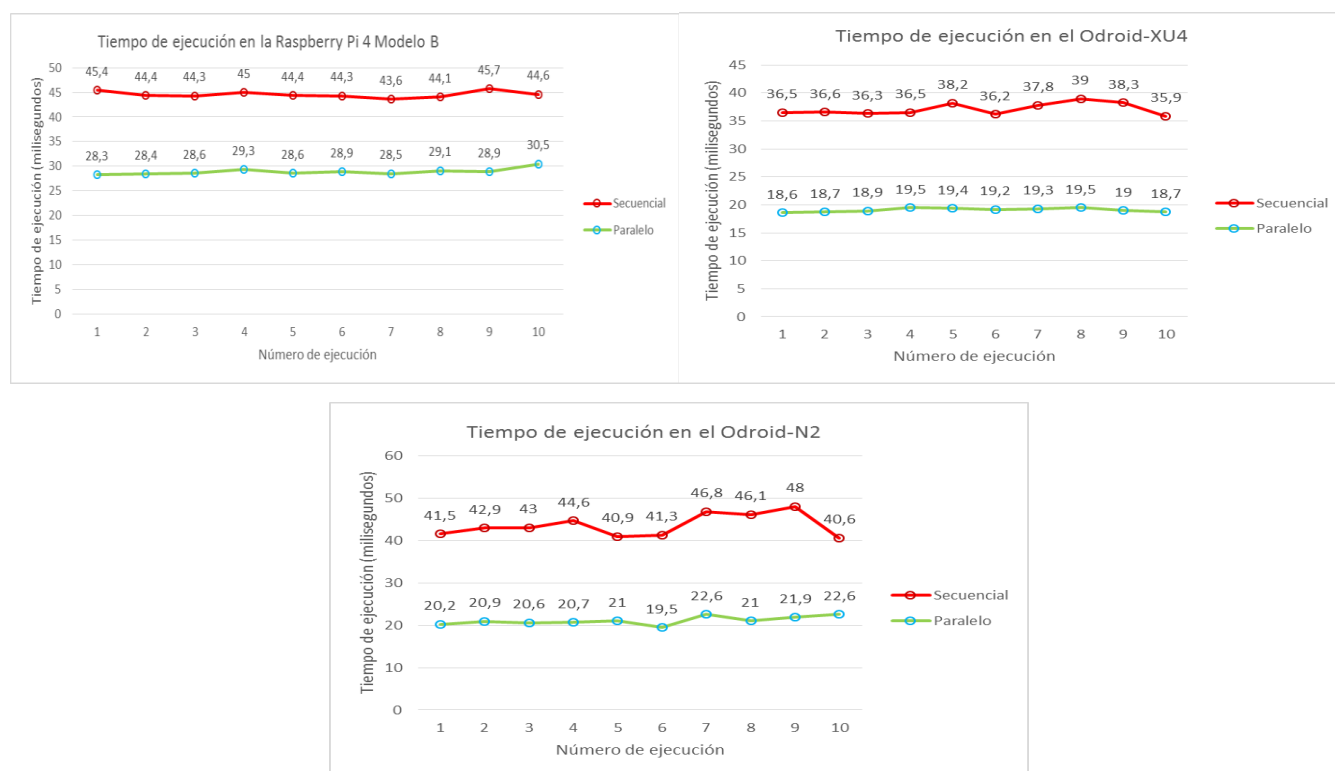 Tiempo de ejecución en la Raspberry Pi 4 Modelo B
Tiempo de ejecución (milisegundos)
50
45
40
35
30
25
20
15
10
5
0
45,4 44,4 44,3 45 44,4 44,3 43,6 44,1 45,7 44,6
28,3 28,4 28,6 29,3 28,6 28,9 28,5 29,1 28,9 30,5
1 2 3 4 5 6 7 8 9 10
Número de ejecución
Secuencial
Paralelo
Tiempo de ejecución en el Odroid-XU4
Tiempo de ejecución (milisegundos)
45
40
35
30
25
20
15
10
5
0
36,5 36,6 36,3 36,5 38,2 36,2 37,8 39 38,3 35,9
18,6 18,7 18,9 19,5 19,4 19,2 19,3 19,5 19 18,7
1 2 3 4 5 6 7 8 9 10
Número de ejecución
Secuencial
Paralelo
Tiempo de ejecución en el Odroid-N2
Tiempo de ejecución (milisegundos)
60
50
40
30
20
10
0
41,5 42,9 43 44,6 40,9 41,3 46,8 46,1 48 40,6
20,2 20,9 20,6 20,7 21 19,5 22,6 21 21,9 22,6
1 2 3 4 5 6 7 8 9 10
Número de ejecución
Secuencial
Paralelo